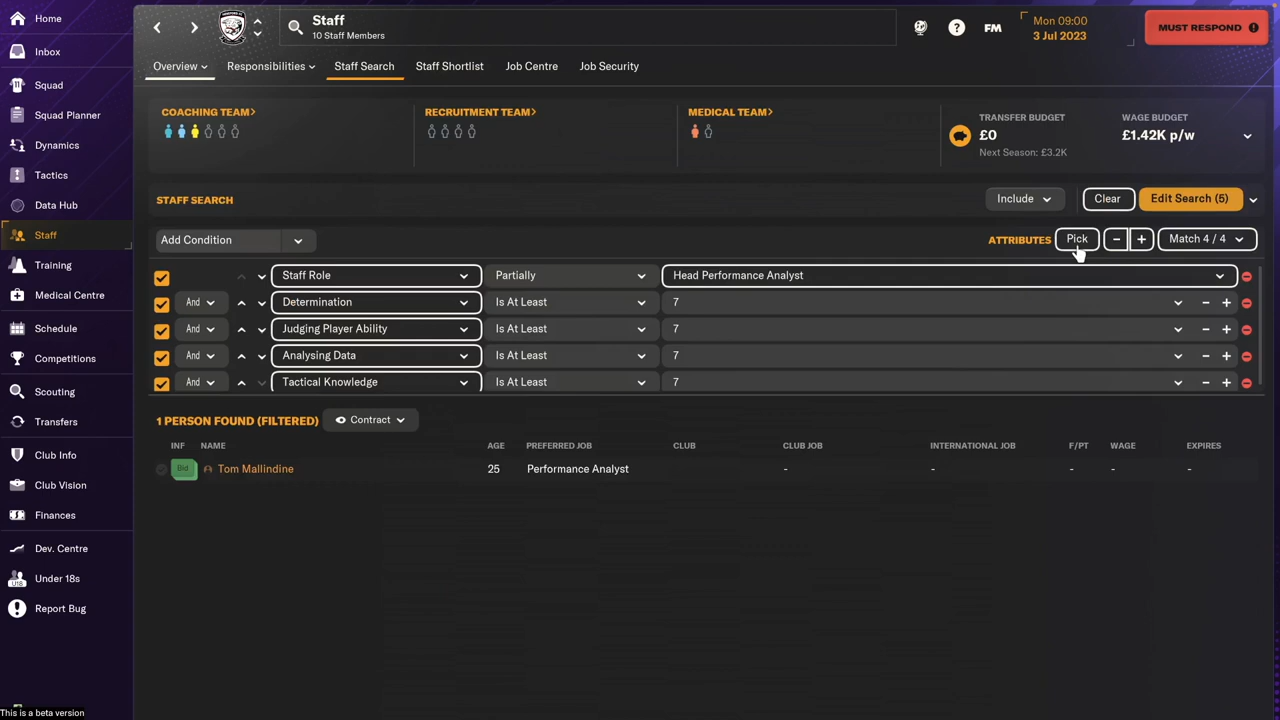 Home
Staff
10 Staff Members
FM
Mon 09:00
3 Jul 2023
MUST RESPOND
Inbox
Squad
Squad Planner
Dynamics
Tactics
Data Hub
Staff
Training
Medical Centre
Schedule
Competitions
Scouting
Transfers
Club Info
Club Vision
Finances
Dev. Centre
Under 18s
U18
Report Bug
This is a beta version
Overview
Responsibilities
Staff Search
Staff Shortlist
Job Centre
Job Security
COACHING TEAM>
RECRUITMENT TEAM>
MEDICAL TEAM>
TRANSFER BUDGET
£0
Next Season: £3.2K
WAGE BUDGET
£1.42K p/w
STAFF SEARCH
Include
Clear
Edit Search (5)
Add Condition
ATTRIBUTES
Pick
Match 4 / 4
Staff Role Partially Head Performance Analyst
And Determination Is At Least 7
And Judging Player Ability Is At Least 7
And Analysing Data Is At Least 7
And Tactical Knowledge Is At Least 7
1 PERSON FOUND (FILTERED)
Contract
INF NAME AGE PREFERRED JOB CLUB CLUB JOB INTERNATIONAL JOB F/PT WAGE EXPIRES
Bid Tom Mallindine 25 Performance Analyst - - - - -